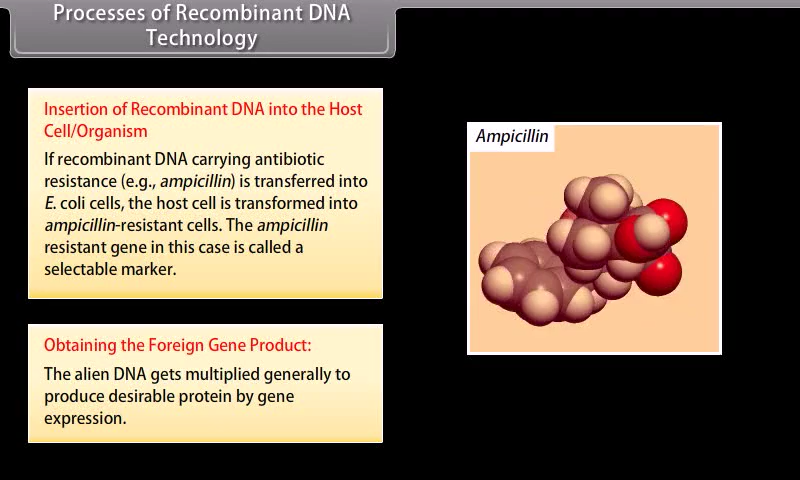 Processes of Recombinant DNA
Technology
Insertion of Recombinant DNA into the Host
Cell/Organism
If recombinant DNA carrying antibiotic
resistance (e.g., ampicillin) is transferred into
E. coli cells, the host cell is transformed into
ampicillin-resistant cells. The ampicillin
resistant gene in this case is called a
selectable marker.
Obtaining the Foreign Gene Product:
The alien DNA gets multiplied generally to
produce desirable protein by gene
expression.
Ampicillin